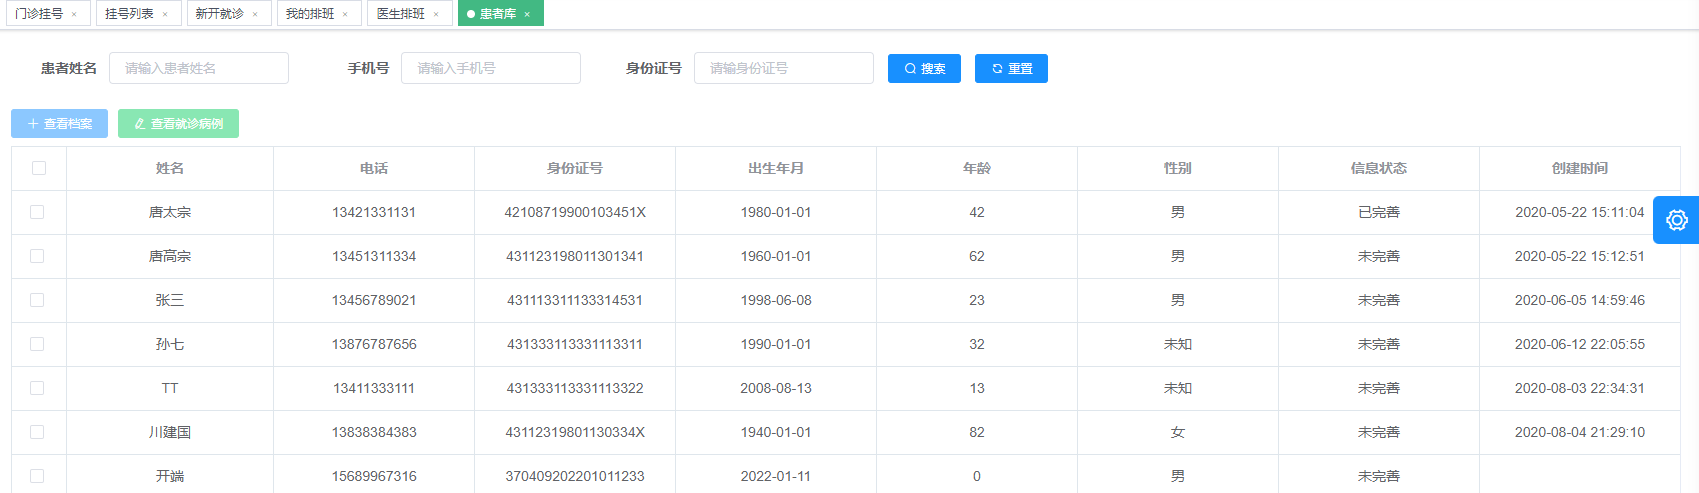 门诊挂号 × 挂号列表 × 新开就诊 × 我的排班 × 医生排班 × 患者库 ×
患者姓名 请输入患者姓名 手机号 请输入手机号 身份证号 请输身份证号 搜索 重置
查看档案 查看就诊病例
姓名 电话 身份证号 出生年月 年龄 性别 信息状态 创建时间
唐太宗 13421331131 42108719900103451X 1980-01-01 42 男 已完善 2020-05-22 15:11:04
唐高宗 13451311334 431123198011301341 1960-01-01 62 男 未完善 2020-05-22 15:12:51
张三 13456789021 431113311133314531 1998-06-08 23 男 未完善 2020-06-05 14:59:46
孙七 13876787656 431333113331113311 1990-01-01 32 未知 未完善 2020-06-12 22:05:55
TT 13411333111 431333113331113322 2008-08-13 13 未知 未完善 2020-08-03 22:34:31
川建国 13838384383 43112319801130334X 1940-01-01 82 女 未完善 2020-08-04 21:29:10
开端 15689967316 370409202201011233 2022-01-11 0 男 未完善